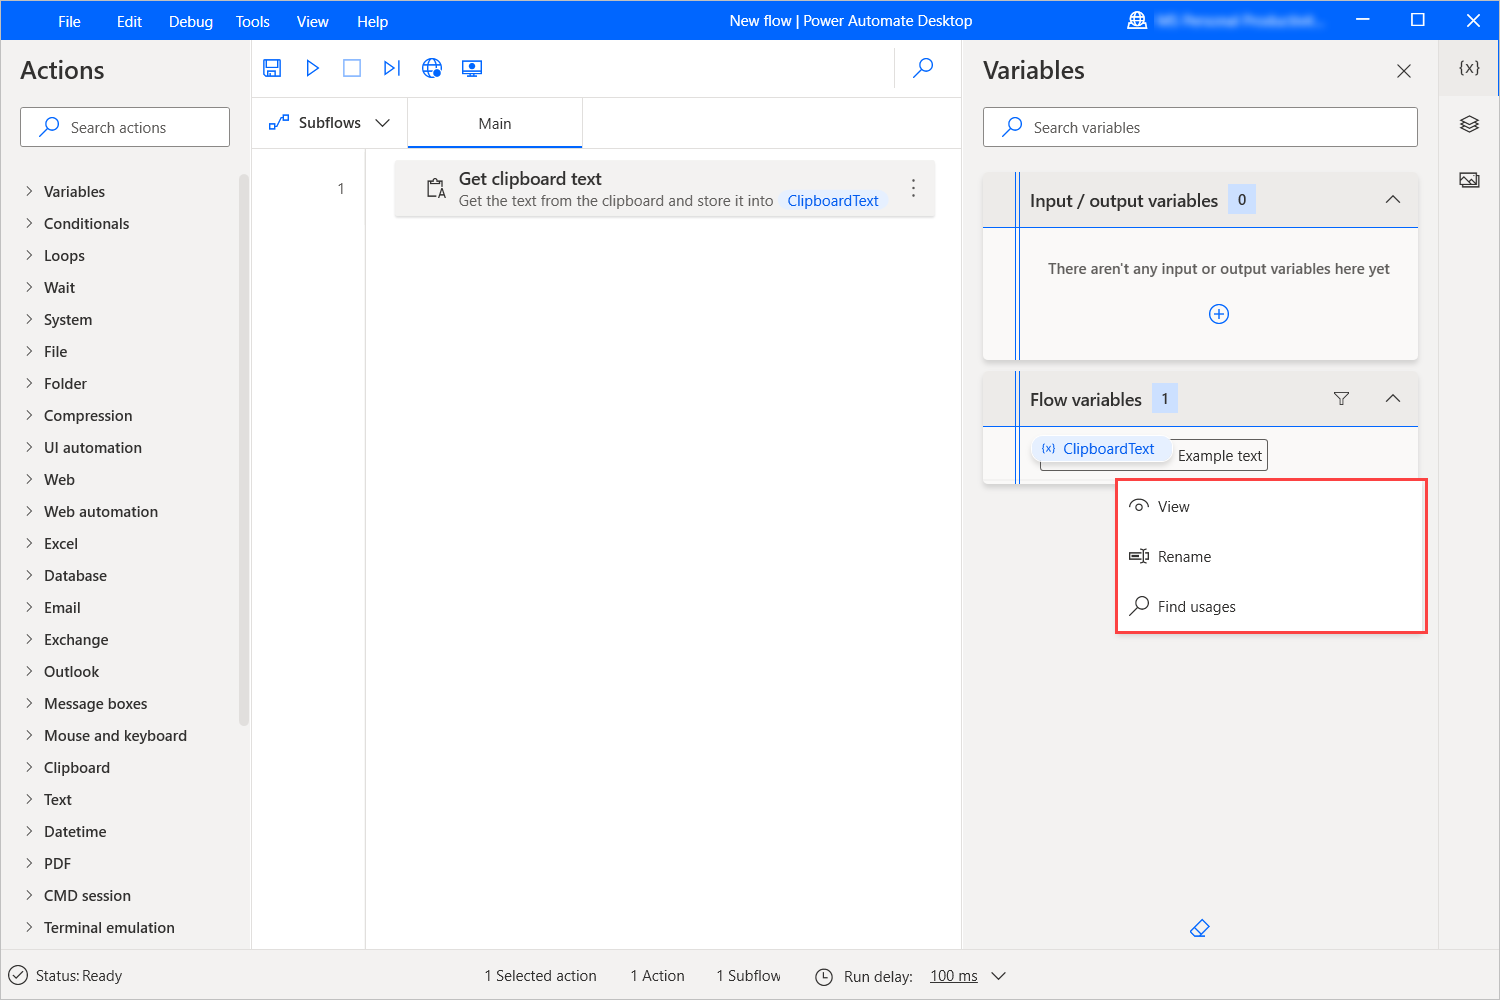 File Edit Debug Tools View Help New flow | Power Automate Desktop
Actions
Search actions
Variables
Conditionals
Loops
Wait
System
File
Folder
Compression
UI automation
Web
Web automation
Excel
Database
Email
Exchange
Outlook
Message boxes
Mouse and keyboard
Clipboard
Text
Datetime
PDF
CMD session
Terminal emulation
Subflows
Main
1
Get clipboard text
Get the text from the clipboard and store it into ClipboardText
Variables
{x}
Search variables
Input / output variables 0
There aren't any input or output variables here yet
Flow variables 1
{x} ClipboardText Example text
View
Rename
Find usages
Status: Ready 1 Selected action 1 Action 1 Subflow Run delay: 100 ms